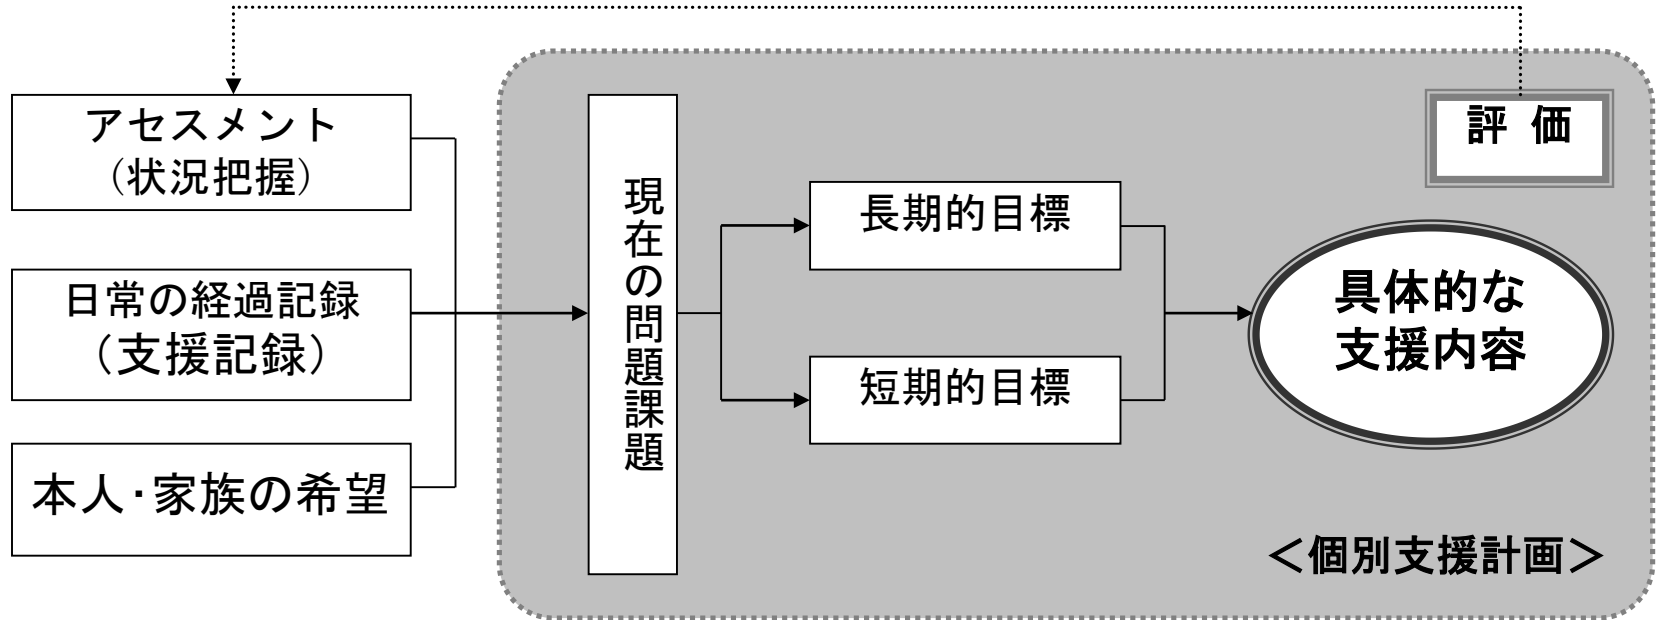 アセスメント
(状況把握)
日常の経過記録
(支援記録)
本人・家族の希望
現在の問題課題
長期的目標
短期的目標
評 価
具体的な
支援内容
＜個別支援計画＞